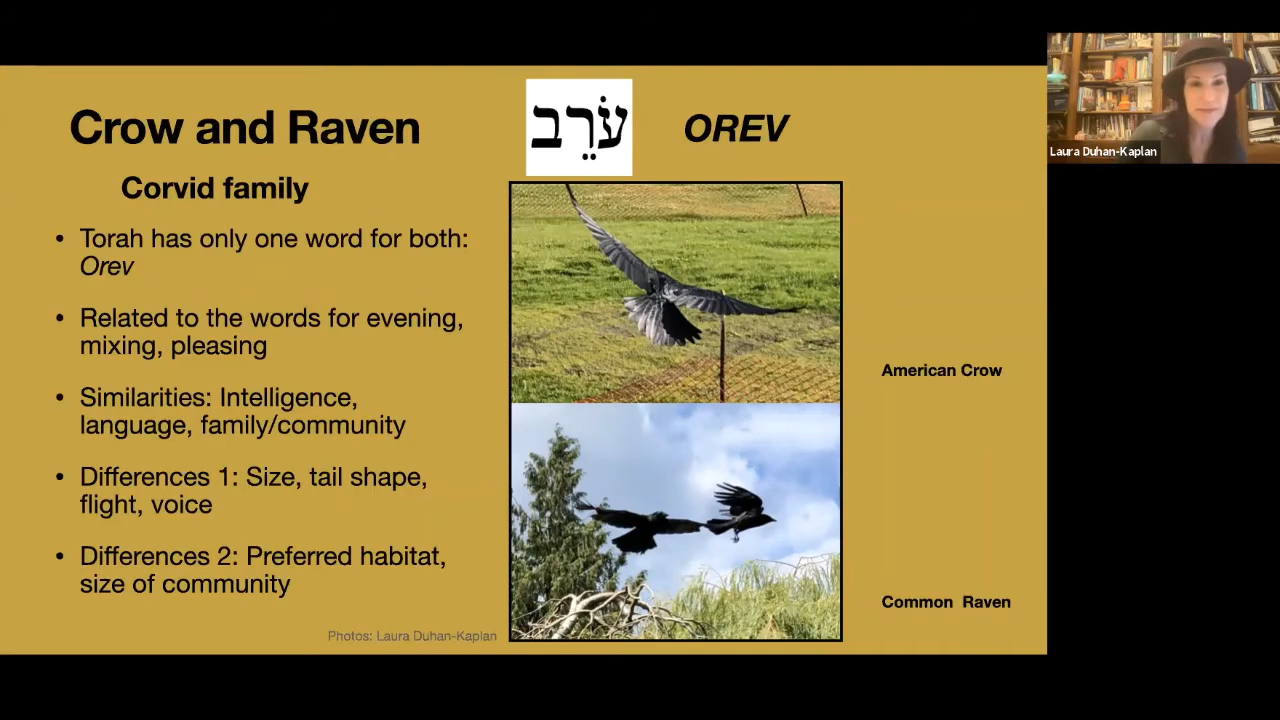 Crow and Raven
עֹרֵב
OREV
Corvid family
• Torah has only one word for both:
Orev
• Related to the words for evening,
mixing, pleasing
• Similarities: Intelligence,
language, family/community
• Differences 1: Size, tail shape,
flight, voice
• Differences 2: Preferred habitat,
size of community
Photos: Laura Duhan-Kaplan
American Crow
Common Raven
Laura Duhan-Kaplan